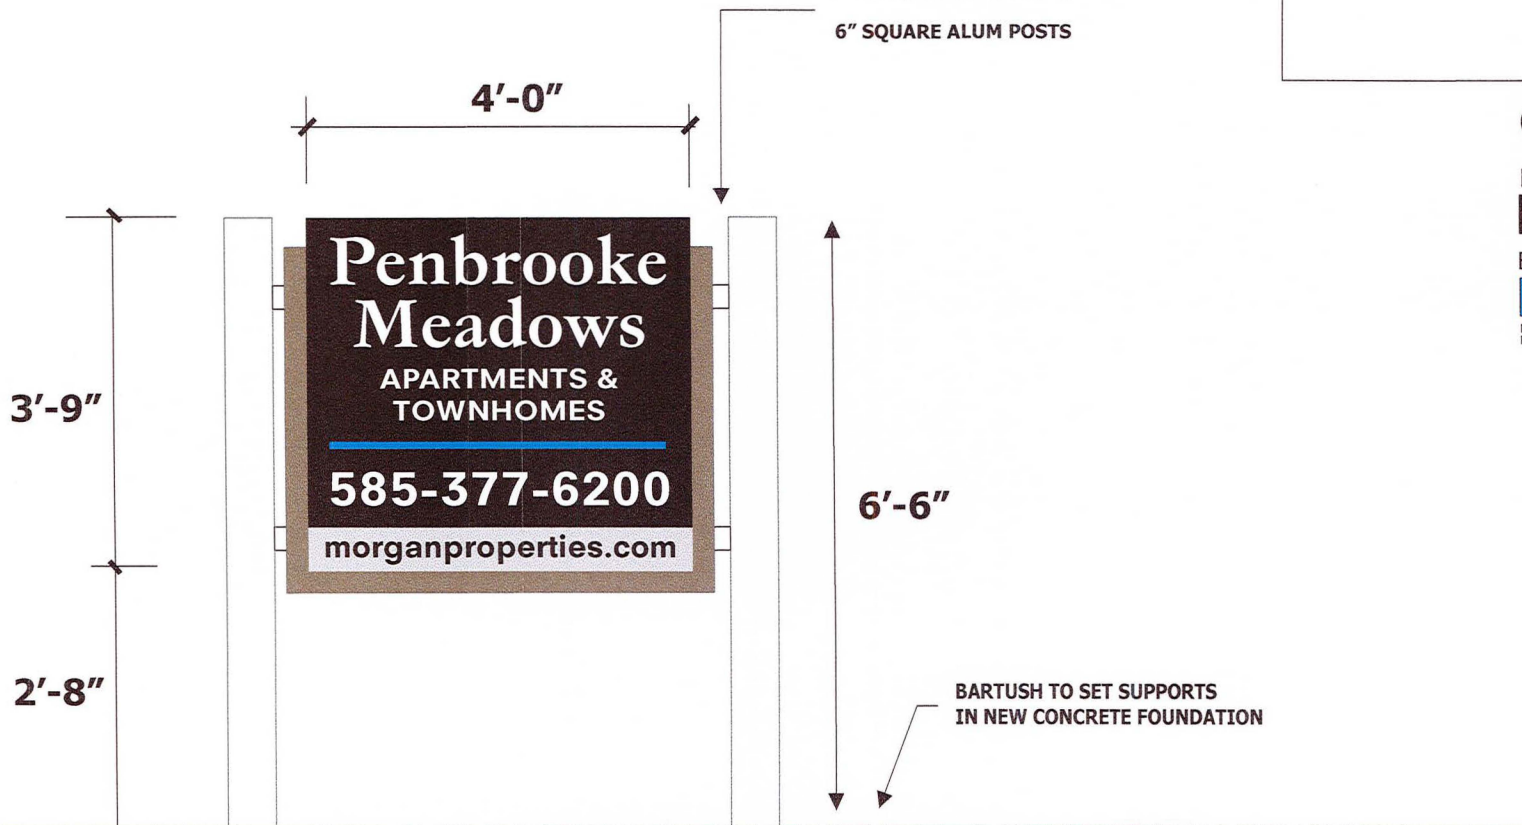 6” SQUARE ALUM POSTS
4’-0”
Penbrooke
Meadows
APARTMENTS &
TOWNHOMES
585-377-6200
morganproperties.com
3’-9”
6’-6”
2’-8”
BARTUSH TO SET SUPPORTS
IN NEW CONCRETE FOUNDATION